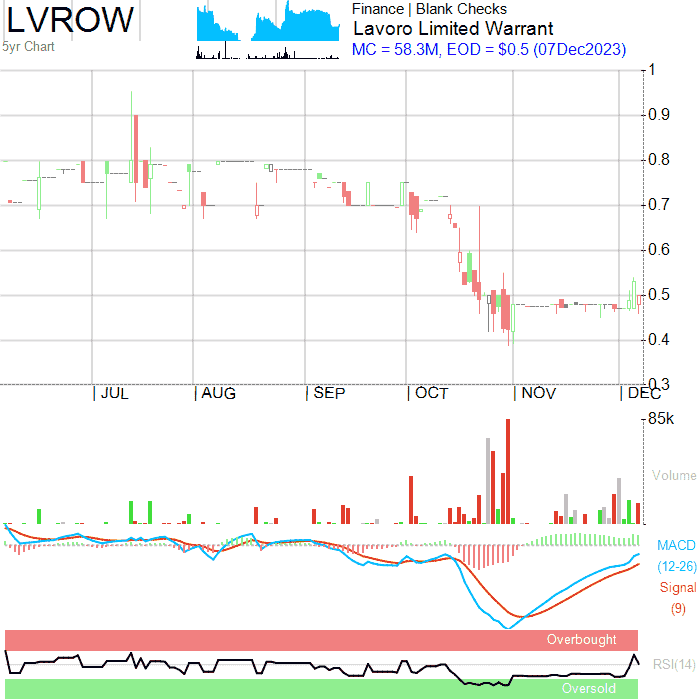 LVROW
5yr Chart
Finance | Blank Checks
Lavoro Limited Warrant
MC = 58.3M, EOD = $0.5 (07Dec2023)
1
0.9
0.8
0.7
0.6
0.5
0.4
0.3
JUL
AUG
SEP
OCT
NOV
DEC
85k
Volume
MACD
(12-26)
Signal
(9)
Overbought
RSI(14)
Oversold